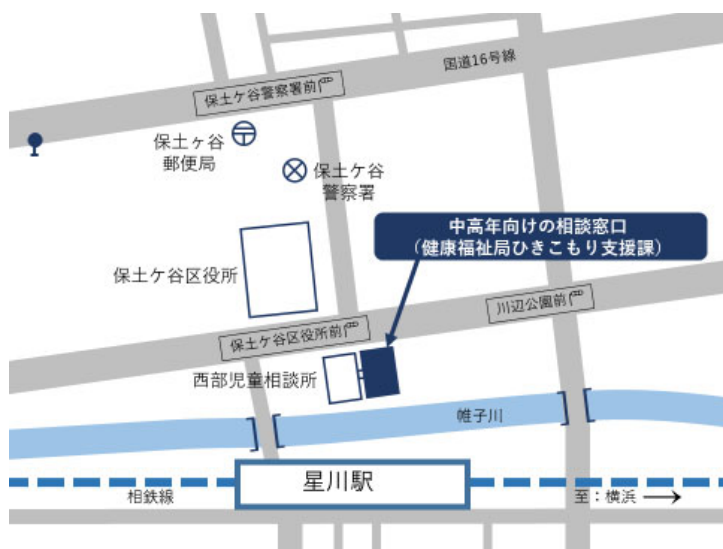 国道16号線
保土ケ谷警察署前
保土ヶ谷
郵便局
保土ケ谷
警察署
中高年向けの相談窓口
（健康福祉局ひきこもり支援課）
保土ケ谷区役所
川辺公園前
保土ケ谷区役所前
西部児童相談所
帷子川
星川駅
相鉄線
至：横浜